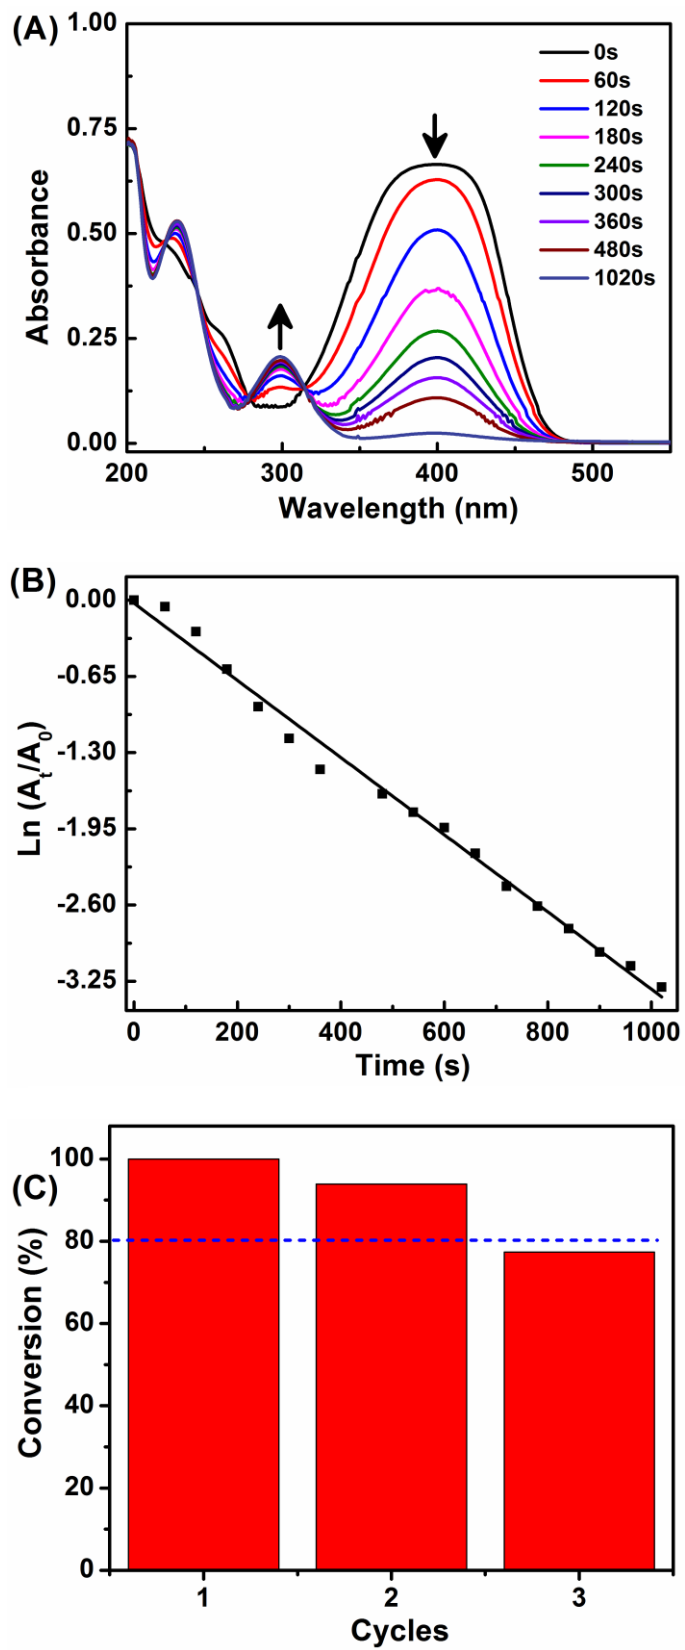 (A)
1.00
0.75
0.50
0.25
0.00
Absorbance
0s
60s
120s
180s
240s
300s
360s
480s
1020s
200 300 400 500
Wavelength (nm)
(B)
0.00
-0.65
-1.30
-1.95
-2.60
-3.25
Ln (At/A0)
0 200 400 600 800 1000
Time (s)
(C)
100
80
60
40
20
0
Conversion (%)
1 2 3
Cycles